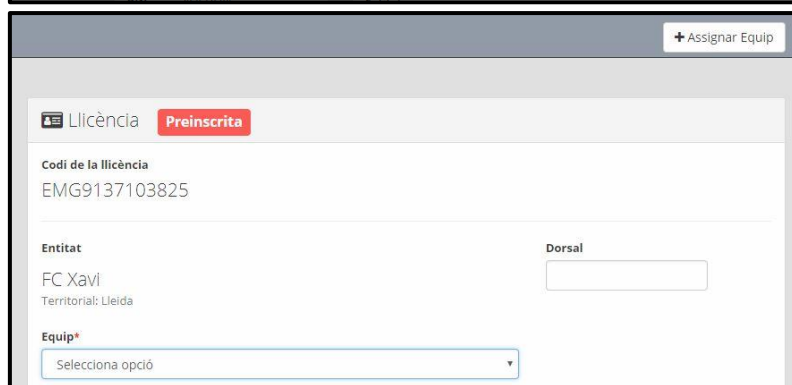 + Assignar Equip
Llicència Preinscrita
Codi de la llicència
EMG9137103825
Entitat Dorsal
FC Xavi
Territorial: Lleida
Equip*
Selecciona opció